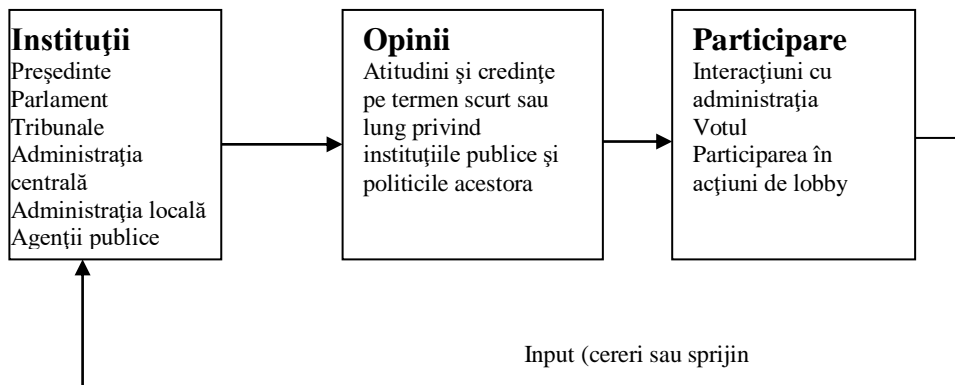 Instituţii
Preşedinte
Parlament
Tribunale
Administraţia
centrală
Administraţia locală
Agenţii publice
Opinii
Atitudini şi credinţe
pe termen scurt sau
lung privind
instituţiile publice şi
politicile acestora
Participare
Interacţiuni cu
administraţia
Votul
Participarea în
acţiuni de lobby
Input (cereri sau sprijin